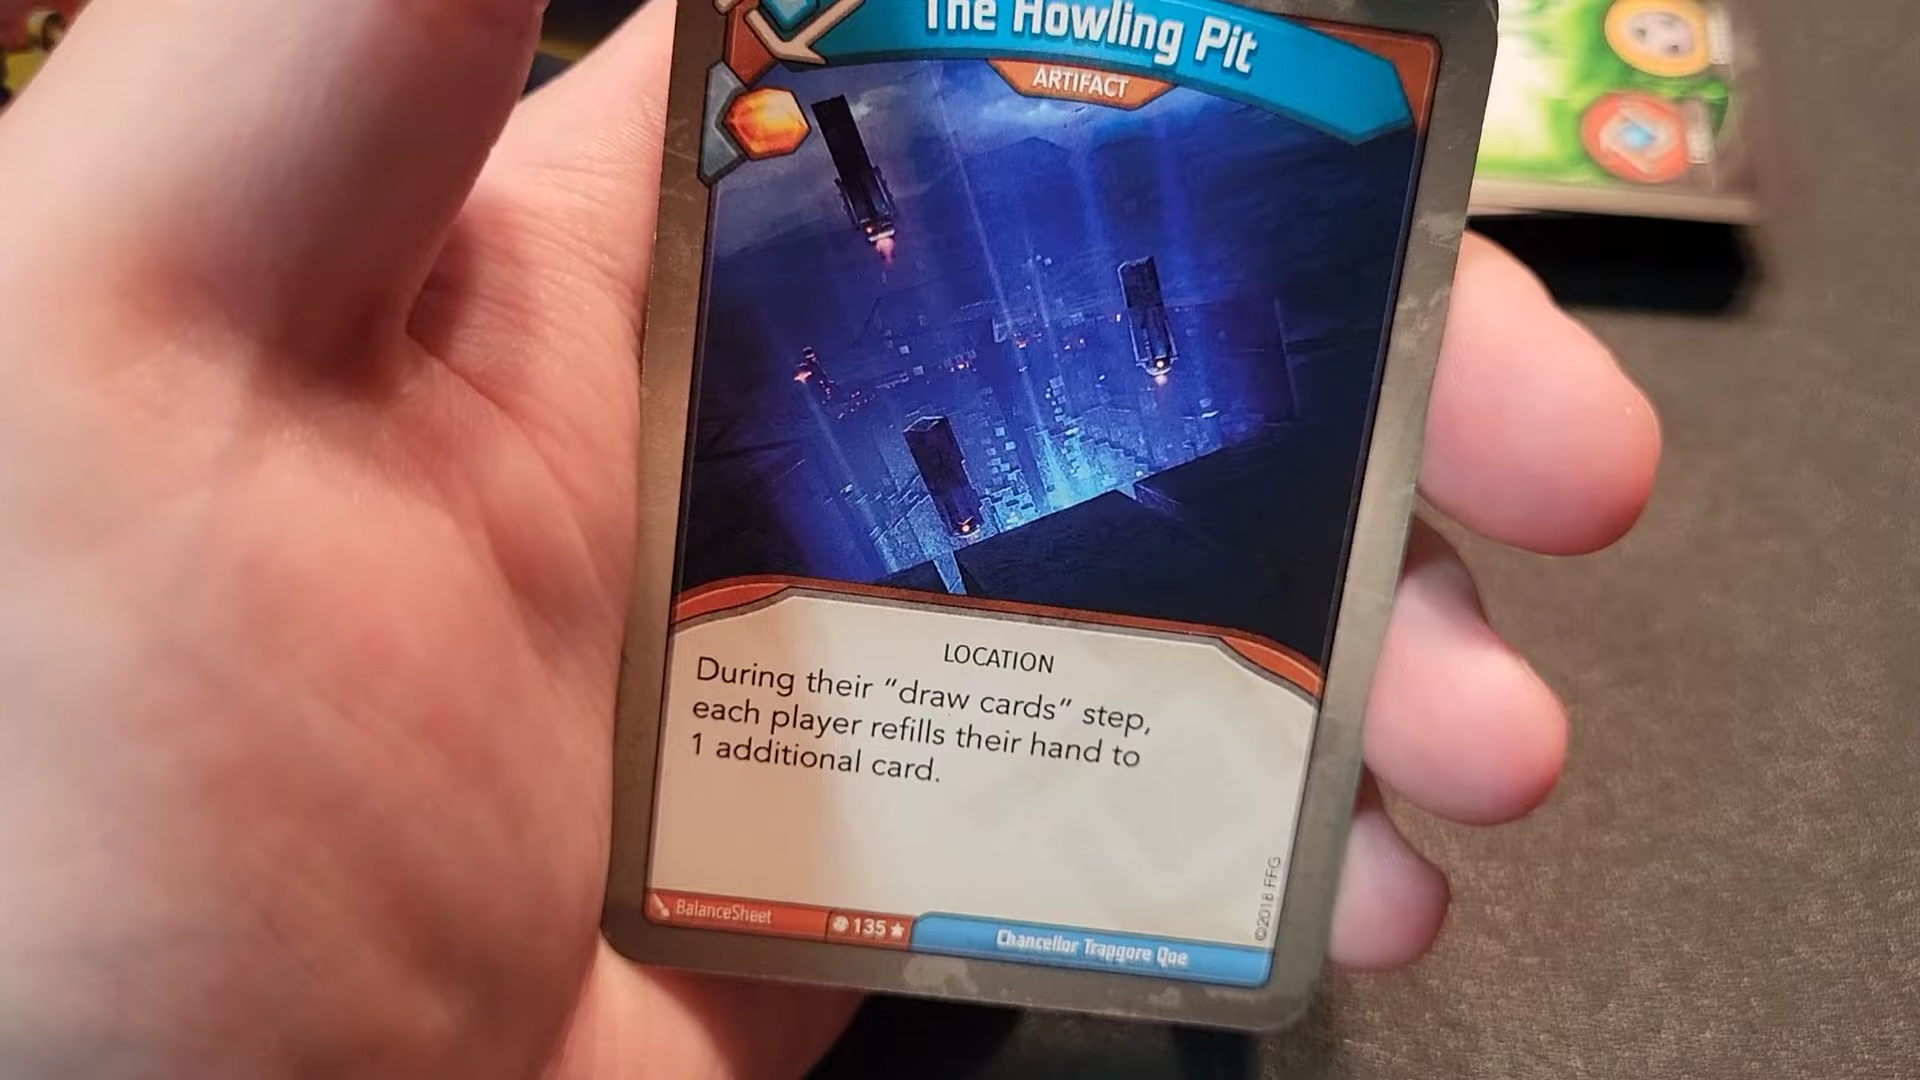 The Howling Pit
ARTIFACT
LOCATION
During their “draw cards” step,
each player refills their hand to
1 additional card.
©2018 FFG
BalanceSheet
135
Chancellor Trapgore Qoe